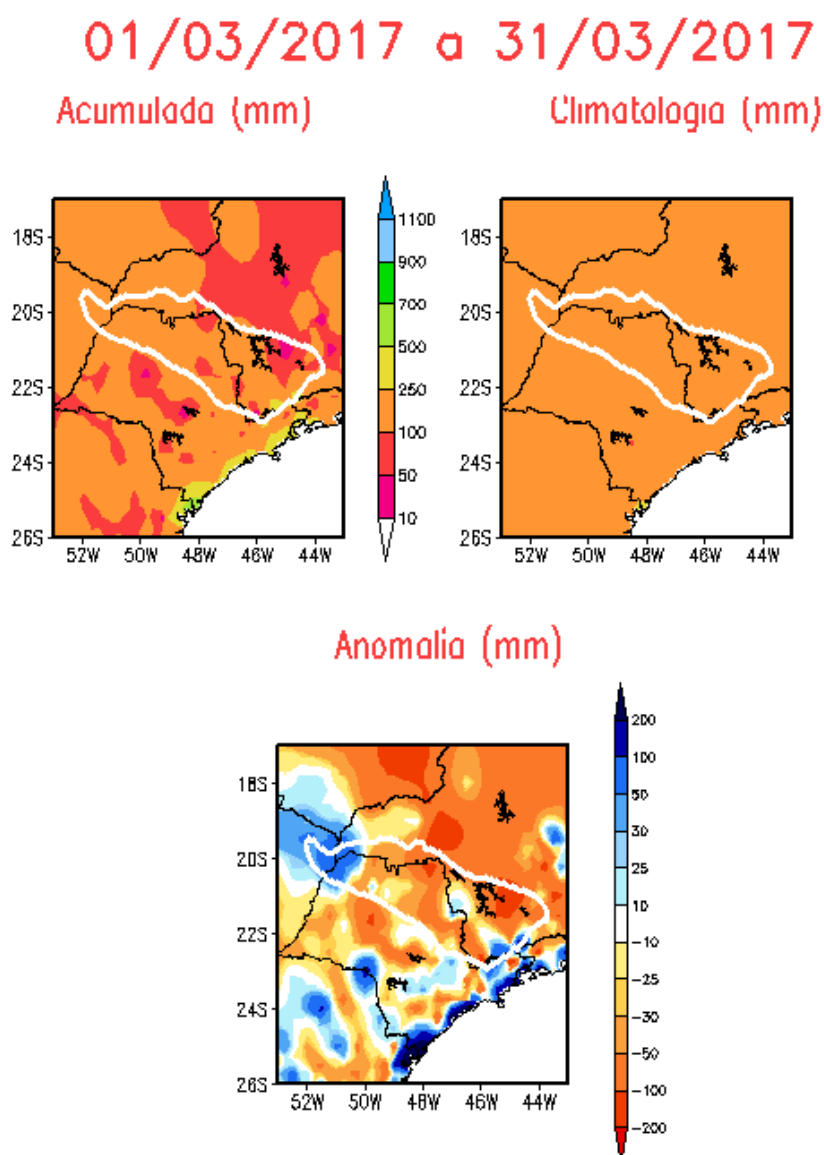 01/03/2017 a 31/03/2017
Acumulada (mm)
Climatologia (mm)
18S
20S
22S
24S
26S
52W 50W 48W 46W 44W
1100
900
700
500
250
100
50
10
18S
20S
22S
24S
26S
52W 50W 48W 46W 44W
Anomalia (mm)
18S
20S
22S
24S
26S
52W 50W 48W 46W 44W
200
100
50
30
25
10
-10
-25
-30
-50
-100
-200